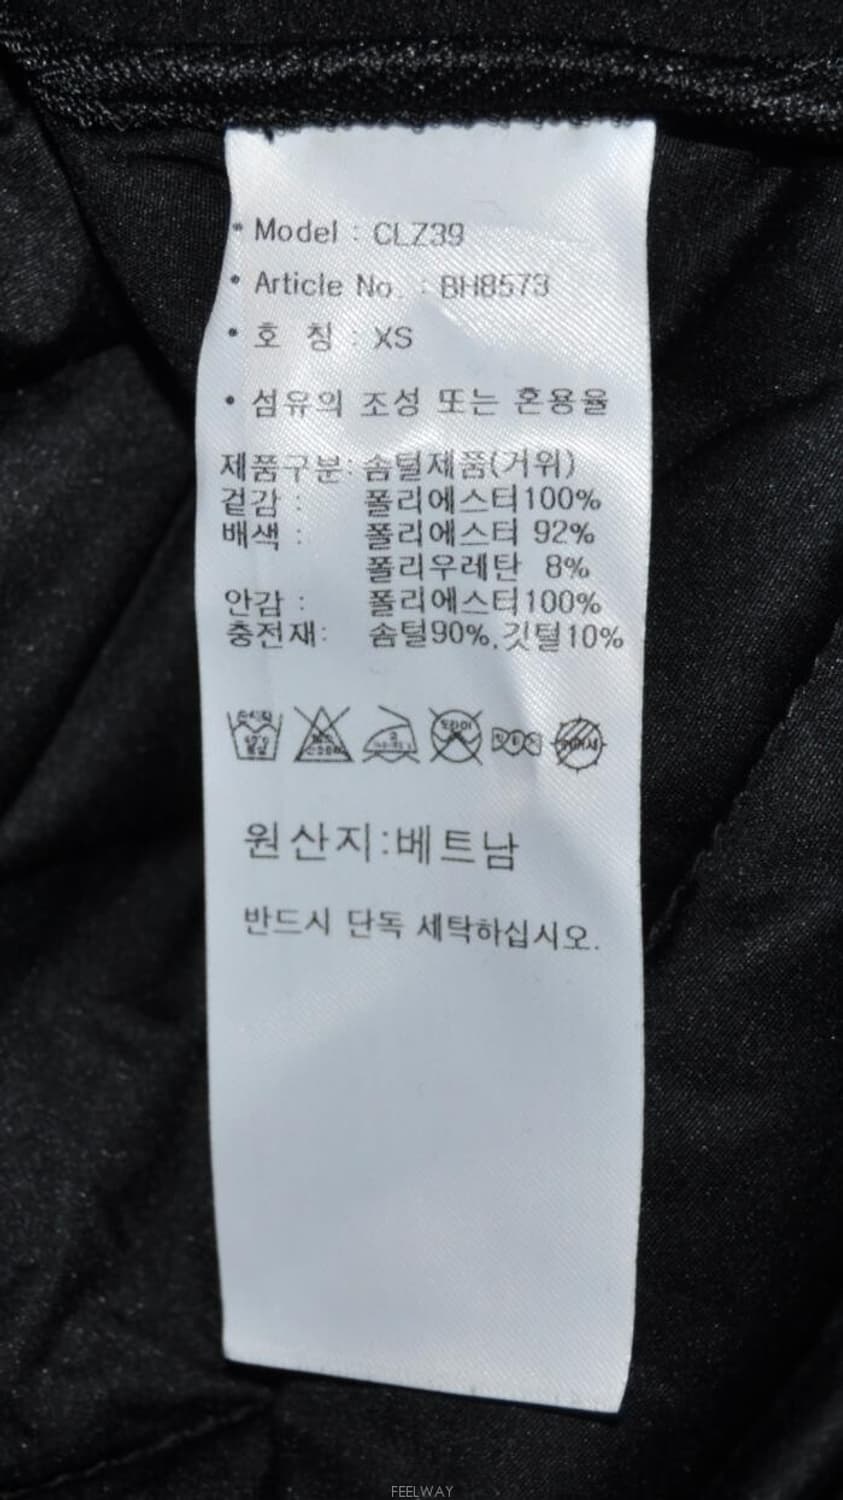 • Model : CLZ39
• Article No. : BH8573
• 호 칭 : XS
• 섬유의 조성 또는 혼용율
제품구분: 솜털제품(거위)
겉감 : 폴리에스터100%
배색 : 폴리에스터 92%
폴리우레탄 8%
안감 : 폴리에스터100%
충전재: 솜털90%,깃털10%
드라이
원산지:베트남
반드시 단독 세탁하십시오.
FEELWAY